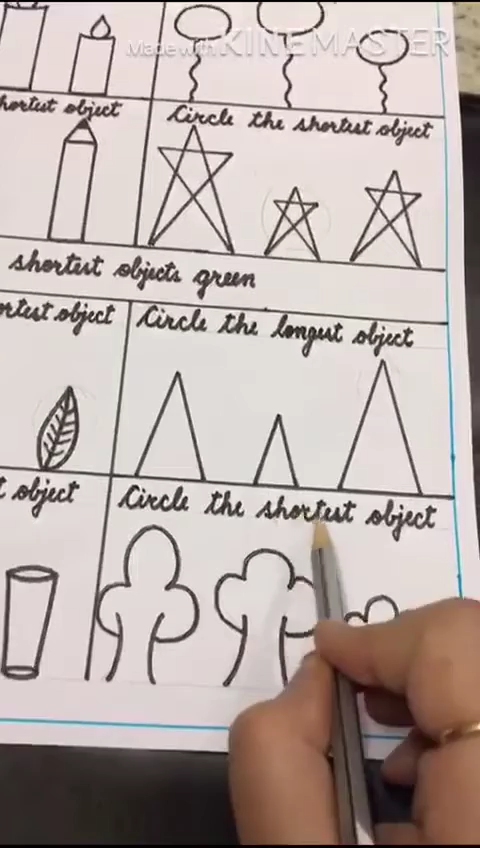 Made with KINEMASTER
shortest object
Circle the shortest object
shortest objects green
object
Circle the longest object
object
Circle the shortest object